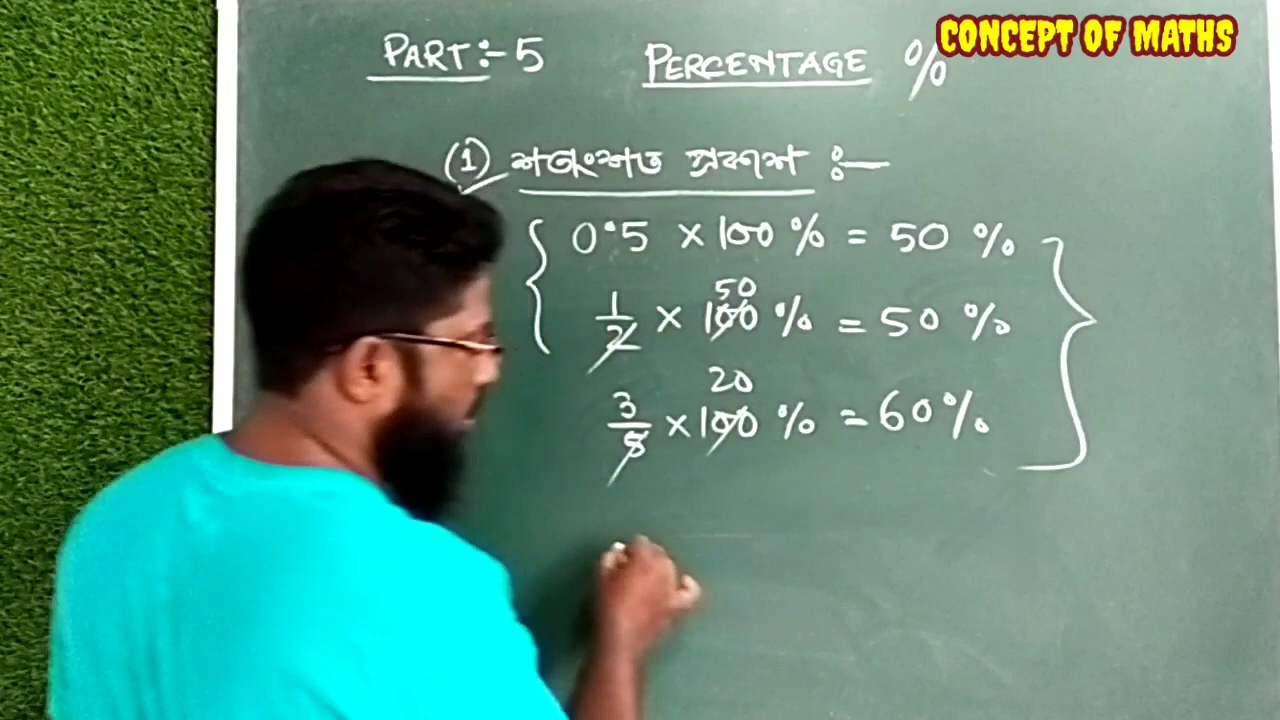 CONCEPT OF MATHS
PART :- 5 PERCENTAGE %
(1) শতাংশত প্ৰকাশ :—
0.5 × 100 % = 50 %
50
1/2 × 100 % = 50 %
20
3/5 × 100 % = 60 %